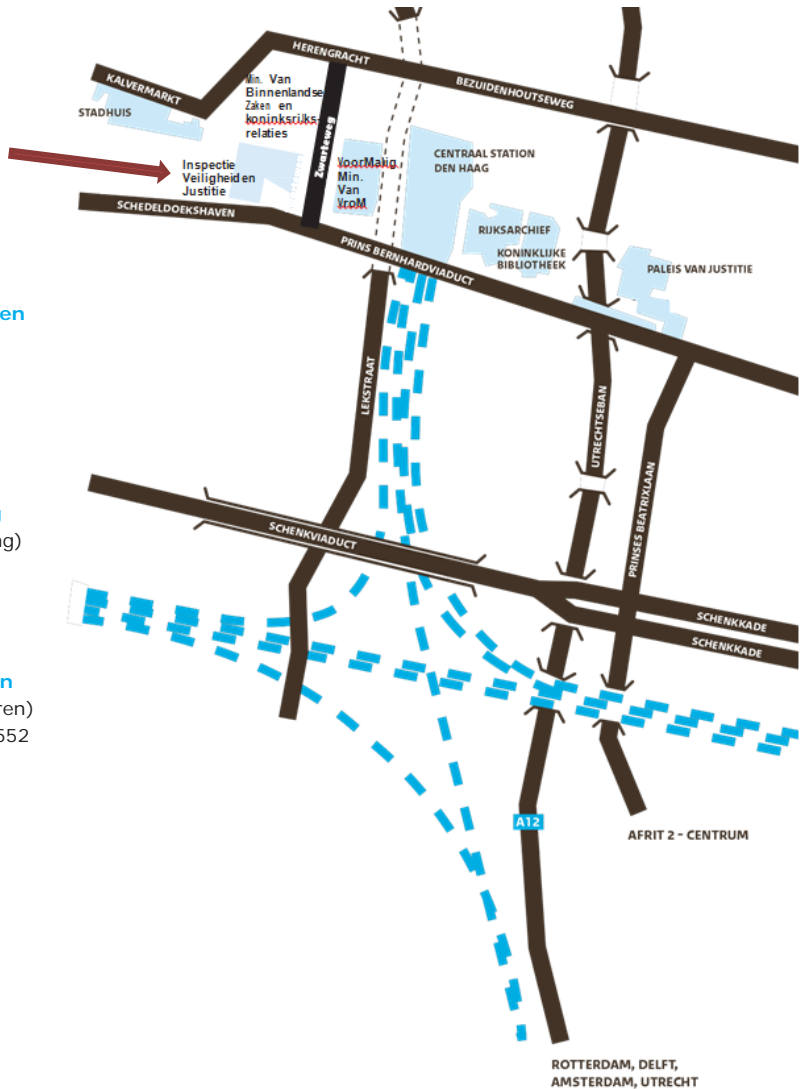 HERENGRACHT
KALVERMARKT
BEZUIDENHOUTSEWEG
STADHUIS
Min. Van
Binnenlandse
Zaken en
koninksrijks-
relaties
Zwarteweg
Inspectie
Veiligheid en
Justitie
VoorMalig
Min.
Van
VroM
CENTRAAL STATION
DEN HAAG
SCHEDELDOEKSHAVEN
PRINS BERNHARDVIADUCT
RIJKSARCHIEF
KONINKLIJKE
BIBLIOTHEEK
PALEIS VAN JUSTITIE
en
LEKSTRAAT
UTRECHTSEBAN
PRINSES BEATRIXLAAN
ng)
SCHENKVIADUCT
SCHENKKADE
SCHENKKADE
n
ren)
552
A12
AFRIT 2 - CENTRUM
ROTTERDAM, DELFT,
AMSTERDAM, UTRECHT